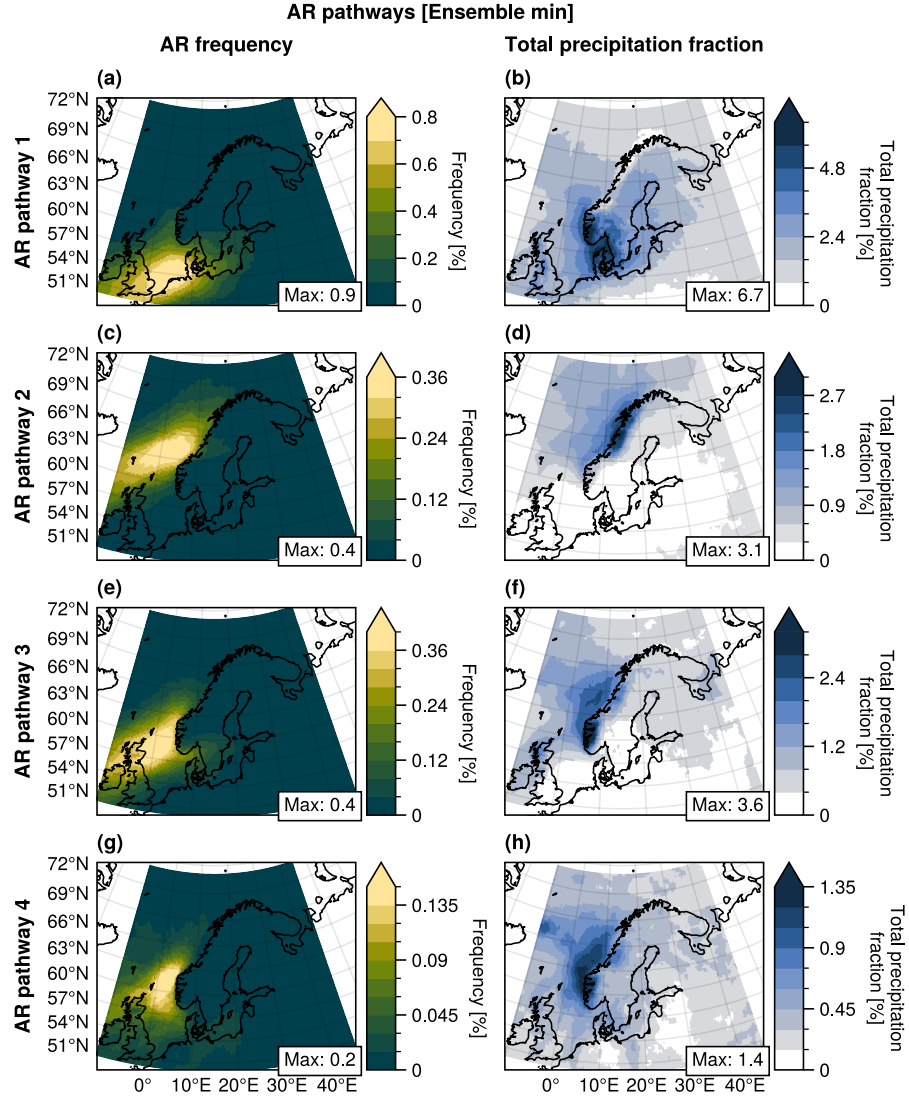 AR pathways [Ensemble min]
AR frequency
Total precipitation fraction
(a)
(b)
AR pathway 1
72°N
69°N
66°N
63°N
60°N
57°N
54°N
51°N
Max: 0.9
0.8
0.6
0.4
0.2
0
Frequency [%]
Max: 6.7
4.8
2.4
0
Total precipitation
fraction [%]
(c)
(d)
AR pathway 2
72°N
69°N
66°N
63°N
60°N
57°N
54°N
51°N
Max: 0.4
0.36
0.24
0.12
0
Frequency [%]
Max: 3.1
2.7
1.8
0.9
0
Total precipitation
fraction [%]
(e)
(f)
AR pathway 3
72°N
69°N
66°N
63°N
60°N
57°N
54°N
51°N
Max: 0.4
0.36
0.24
0.12
0
Frequency [%]
Max: 3.6
2.4
1.2
0
Total precipitation
fraction [%]
(g)
(h)
AR pathway 4
72°N
69°N
66°N
63°N
60°N
57°N
54°N
51°N
Max: 0.2
0.135
0.09
0.045
0
Frequency [%]
Max: 1.4
1.35
0.9
0.45
0
Total precipitation
fraction [%]
0° 10°E 20°E 30°E 40°E
0° 10°E 20°E 30°E 40°E